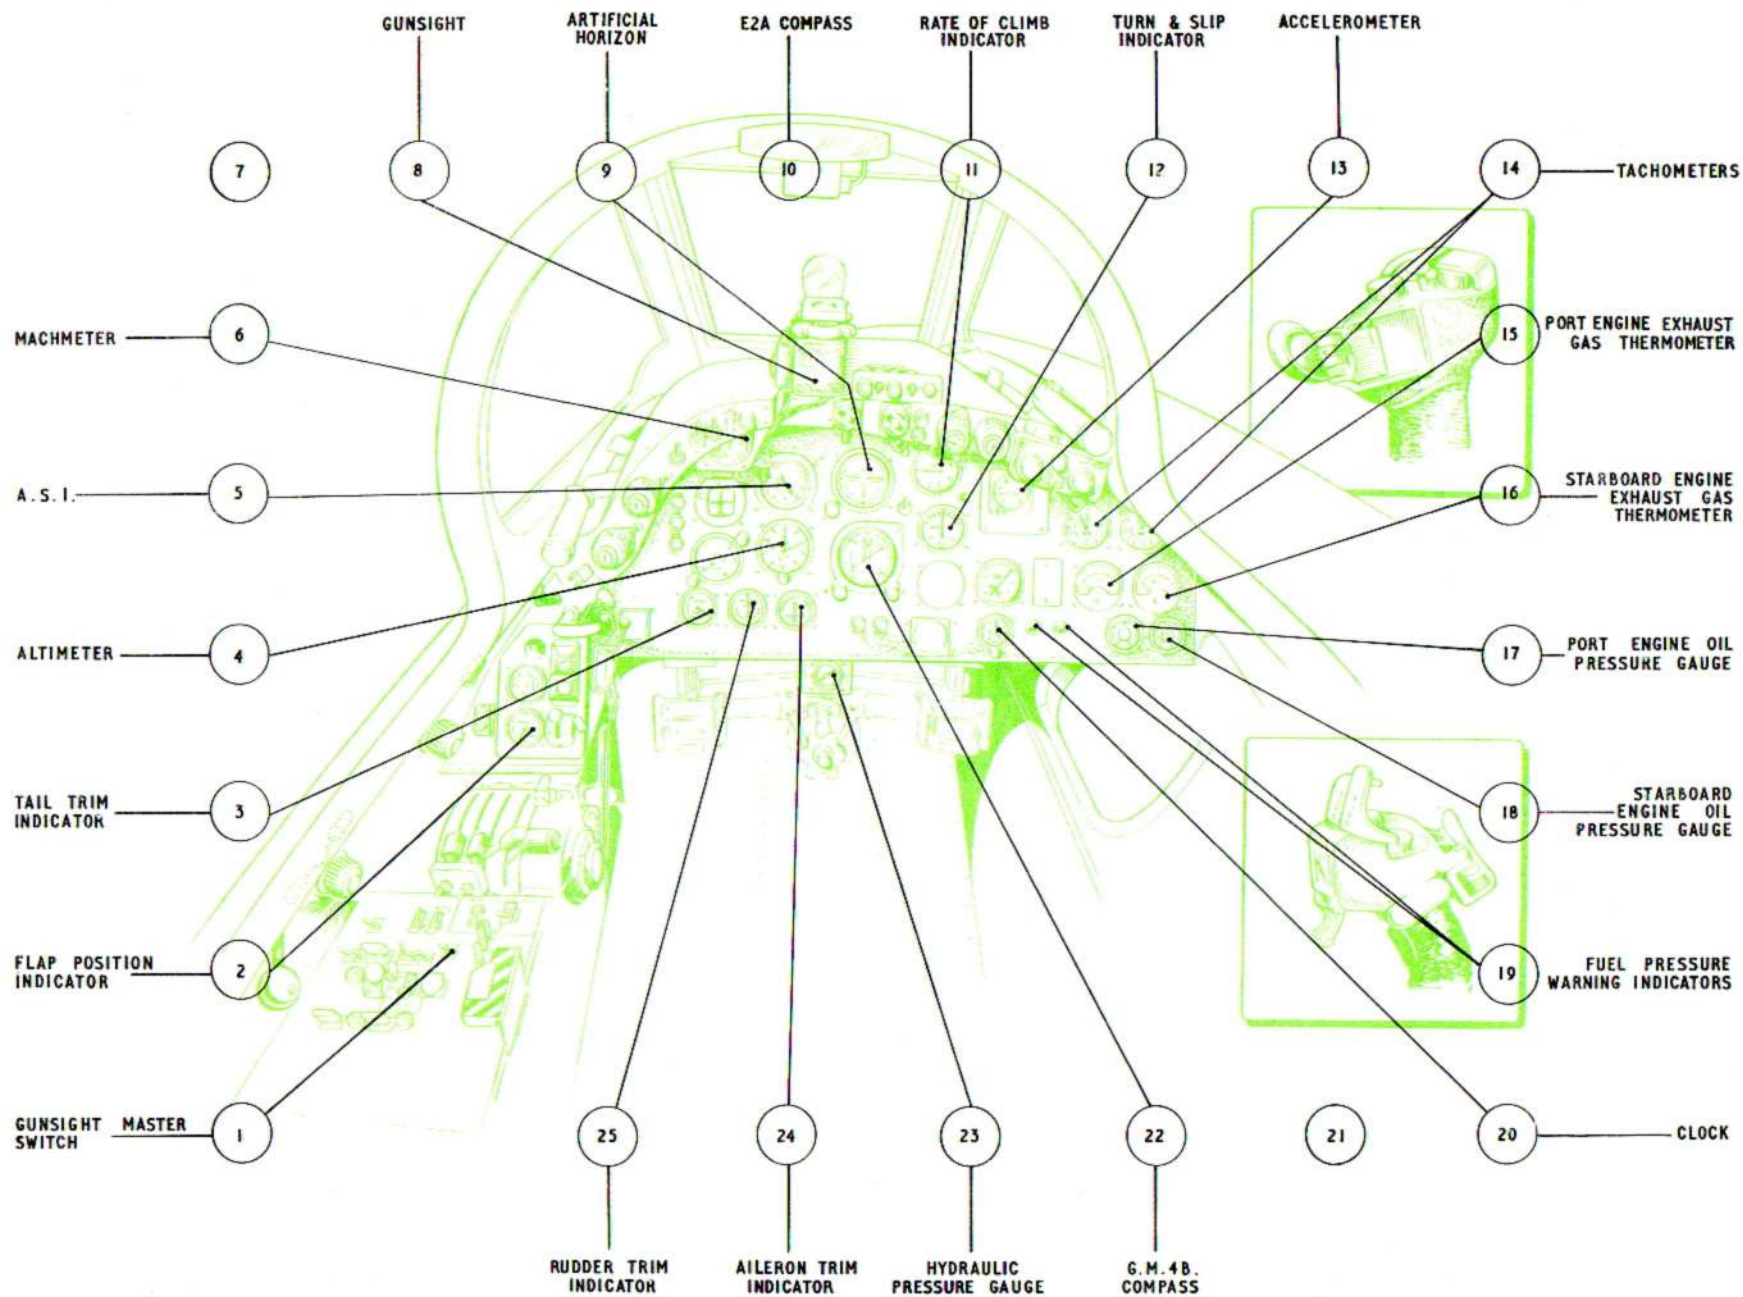 GUNSIGHT
ARTIFICIAL
HORIZON
E2A COMPASS
RATE OF CLIMB
INDICATOR
TURN & SLIP
INDICATOR
ACCELEROMETER
7
8
9
10
11
12
13
14
TACHOMETERS
MACHMETER
6
15
PORT ENGINE EXHAUST
GAS THERMOMETER
A.S.I.
5
16
STARBOARD ENGINE
EXHAUST GAS
THERMOMETER
ALTIMETER
4
17
PORT ENGINE OIL
PRESSURE GAUGE
TAIL TRIM
INDICATOR
3
18
STARBOARD
ENGINE OIL
PRESSURE GAUGE
FLAP POSITION
INDICATOR
2
19
FUEL PRESSURE
WARNING INDICATORS
GUNSIGHT MASTER
SWITCH
1
25
24
23
22
21
20
CLOCK
RUDDER TRIM
INDICATOR
AILERON TRIM
INDICATOR
HYDRAULIC
PRESSURE GAUGE
G.M.4B.
COMPASS